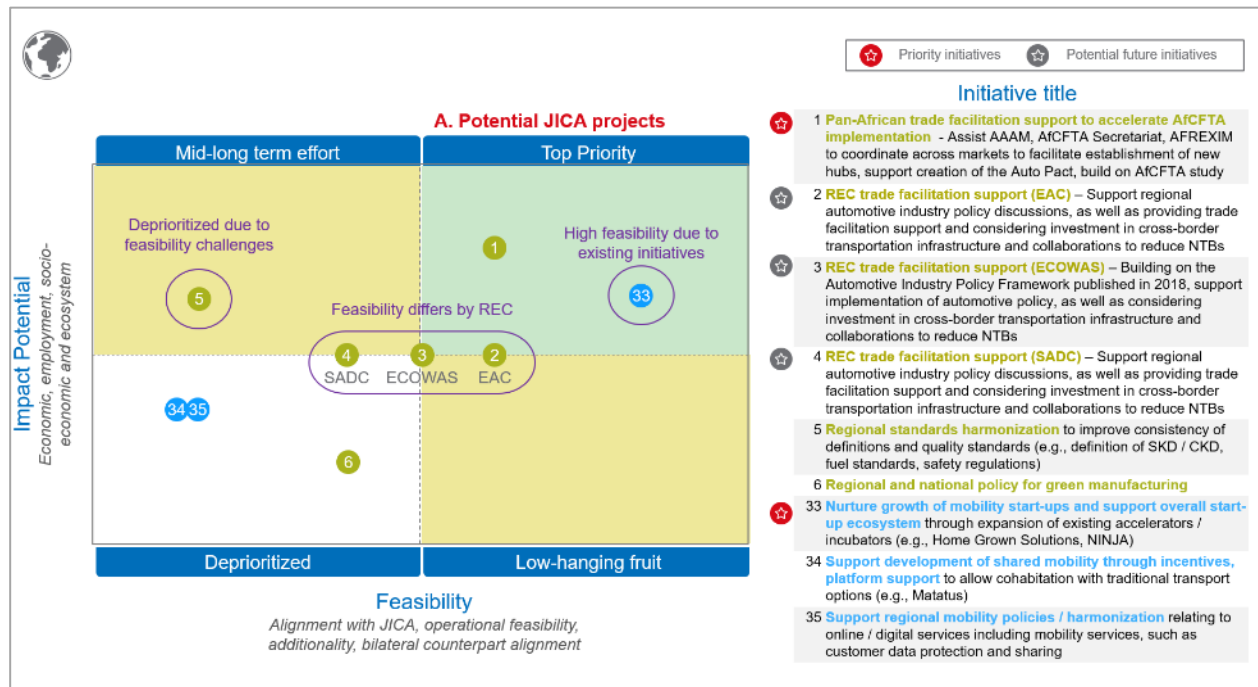 Priority initiatives
Potential future initiatives
A. Potential JICA projects
Initiative title
Mid-long term effort
Top Priority
Deprioritized due to
feasibility challenges
1
High feasibility due to
existing initiatives
5
33
Feasibility differs by REC
4
3
2
SADC
ECOWAS
EAC
34
35
6
Deprioritized
Low-hanging fruit
Impact Potential
Economic, employment, socio-
economic and ecosystem
Feasibility
Alignment with JICA, operational feasibility,
additionality, bilateral counterpart alignment
1 Pan-African trade facilitation support to accelerate AfCFTA
implementation - Assist AAAM, AfCFTA Secretariat, AFREXIM
to coordinate across markets to facilitate establishment of new
hubs, support creation of the Auto Pact, build on AfCFTA study
2 REC trade facilitation support (EAC) – Support regional
automotive industry policy discussions, as well as providing trade
facilitation support and considering investment in cross-border
transportation infrastructure and collaborations to reduce NTBs
3 REC trade facilitation support (ECOWAS) – Building on the
Automotive Industry Policy Framework published in 2018, support
implementation of automotive policy, as well as considering
investment in cross-border transportation infrastructure and
collaborations to reduce NTBs
4 REC trade facilitation support (SADC) – Support regional
automotive industry policy discussions, as well as providing trade
facilitation support and considering investment in cross-border
transportation infrastructure and collaborations to reduce NTBs
5 Regional standards harmonization to improve consistency of
definitions and quality standards (e.g., definition of SKD / CKD,
fuel standards, safety regulations)
6 Regional and national policy for green manufacturing
33 Nurture growth of mobility start-ups and support overall start-
up ecosystem through expansion of existing accelerators /
incubators (e.g., Home Grown Solutions, NINJA)
34 Support development of shared mobility through incentives,
platform support to allow cohabitation with traditional transport
options (e.g., Matatus)
35 Support regional mobility policies / harmonization relating to
online / digital services including mobility services, such as
customer data protection and sharing